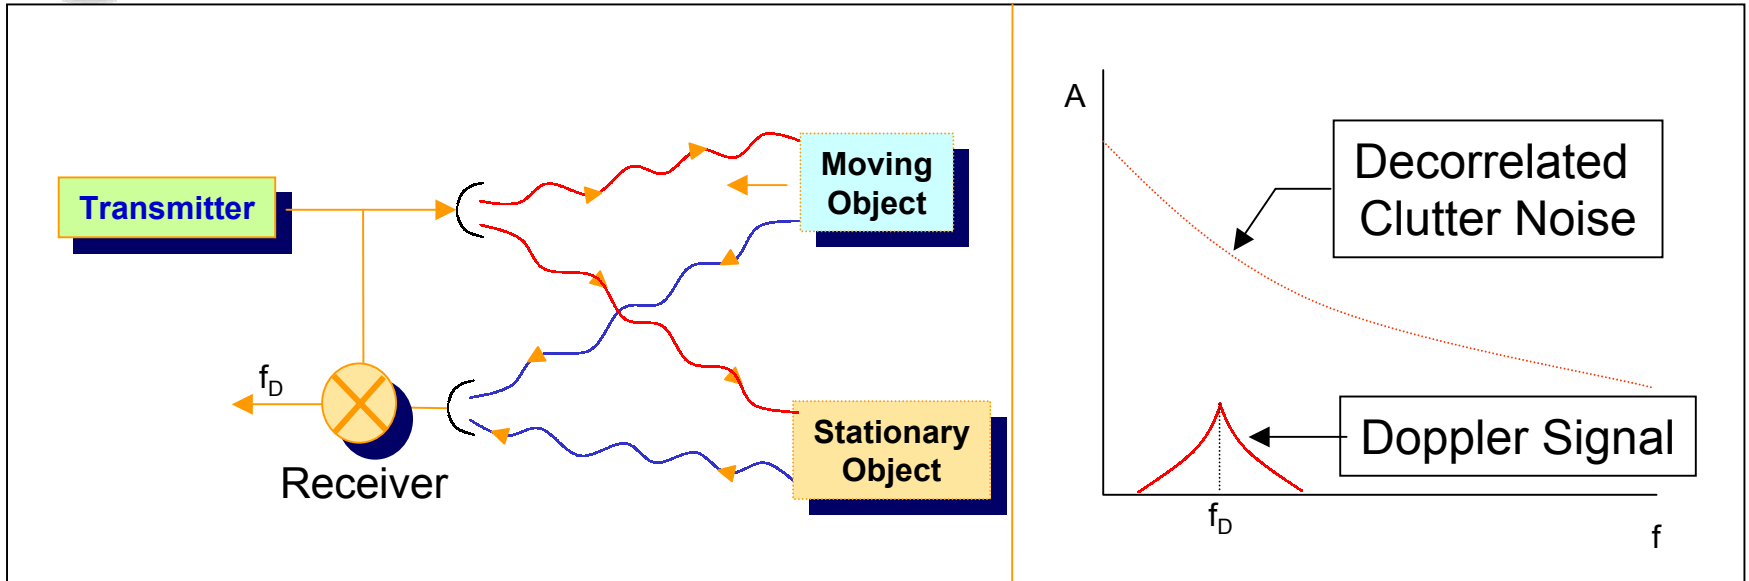 Transmitter
Moving
Object
f_D
Receiver
Stationary
Object
A
Decorrelated
Clutter Noise
Doppler Signal
f_D
f